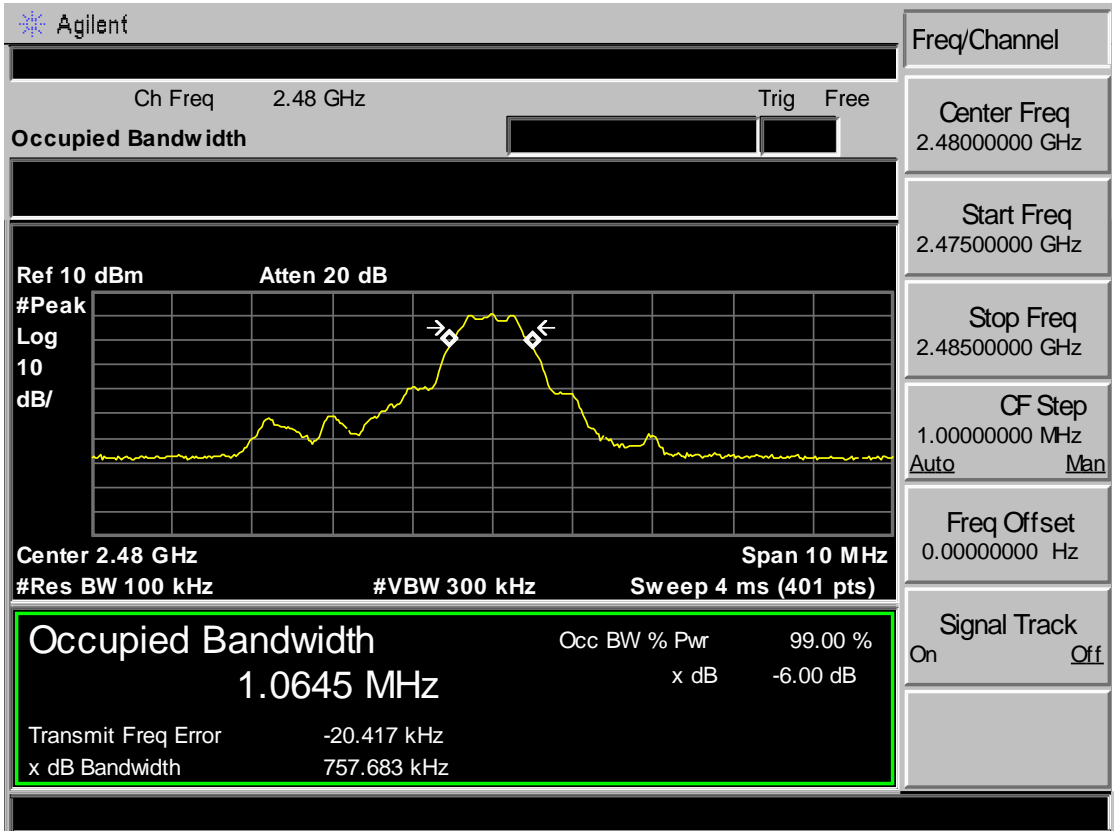 Agilent
Freq/Channel
Ch Freq 2.48 GHz Trig Free
Occupied Bandwidth
Center Freq
2.48000000 GHz
Start Freq
2.47500000 GHz
Stop Freq
2.48500000 GHz
CF Step
1.00000000 MHz
Auto Man
Freq Offset
0.00000000 Hz
Signal Track
On Off
Ref 10 dBm Atten 20 dB
#Peak
Log
10
dB/
Center 2.48 GHz Span 10 MHz
#Res BW 100 kHz #VBW 300 kHz Sweep 4 ms (401 pts)
Occupied Bandwidth
1.0645 MHz
Occ BW % Pwr 99.00 %
x dB -6.00 dB
Transmit Freq Error -20.417 kHz
x dB Bandwidth 757.683 kHz